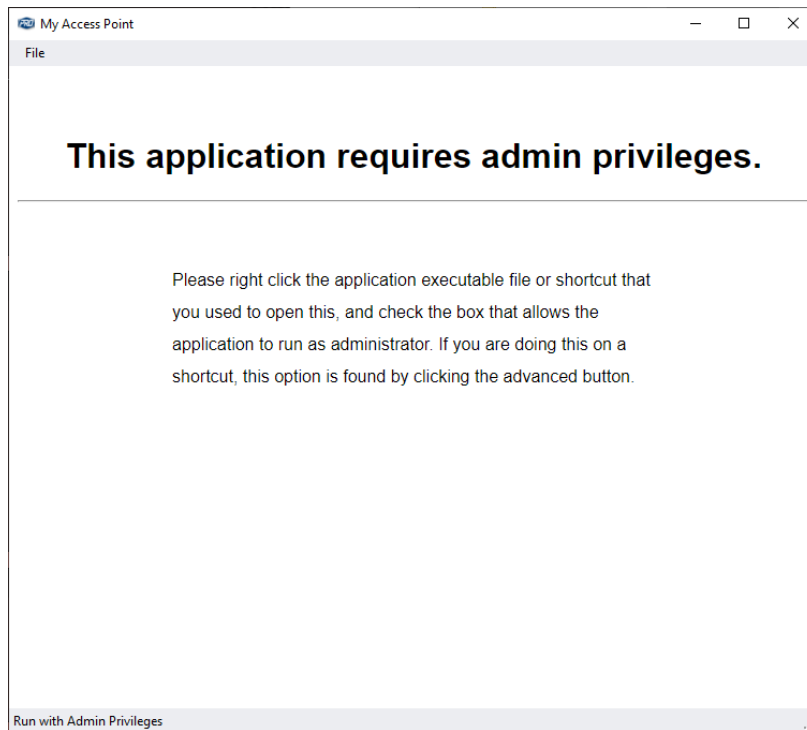 My Access Point
File
This application requires admin privileges.
Please right click the application executable file or shortcut that
you used to open this, and check the box that allows the
application to run as administrator. If you are doing this on a
shortcut, this option is found by clicking the advanced button.
Run with Admin Privileges